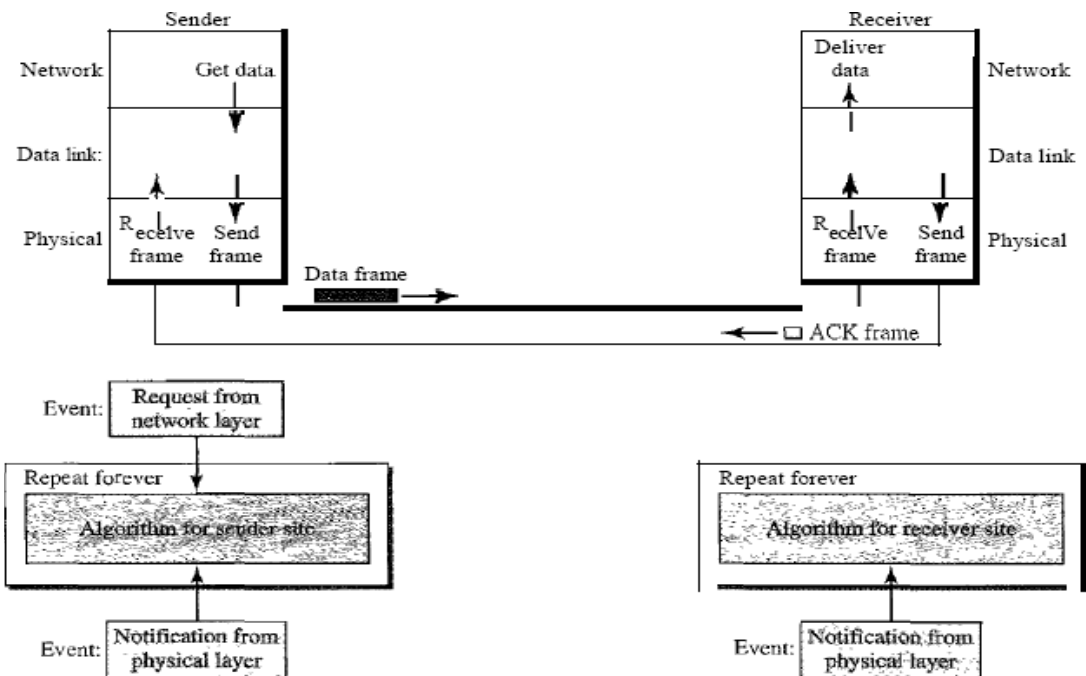 Sender
Receiver
Network
Get data
Deliver
data
Network
Data link:
Data link
Physical
Receive
frame
Send
frame
ReceIVe
frame
Send
frame
Physical
Data frame
ACK frame
Event:
Request from
network layer
Repeat forever
Algorithm for sender site
Repeat forever
Algorithm for receiver site
Event:
Notification from
physical layer
Event:
Notification from
physical layer